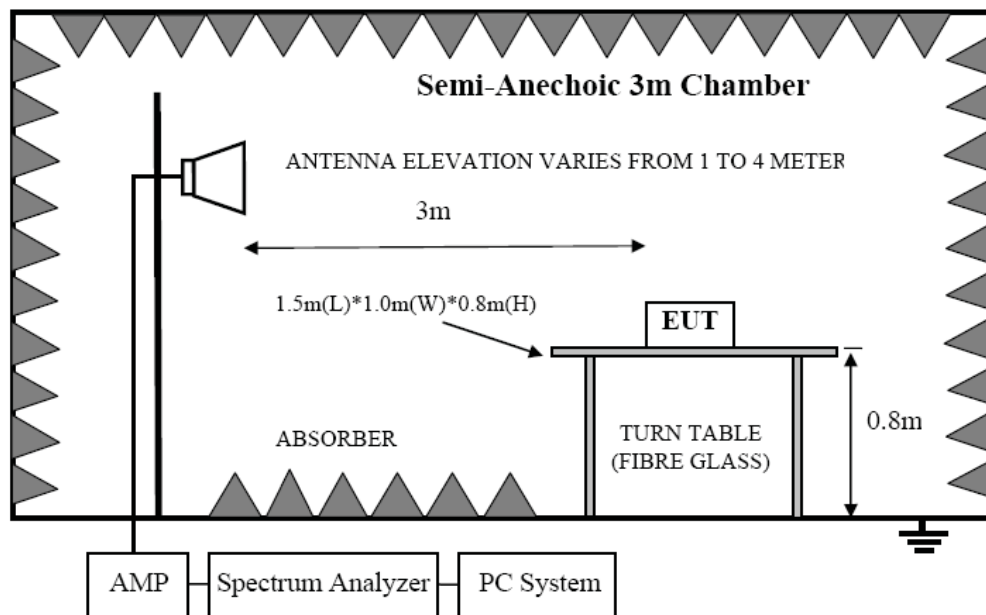 Semi-Anechoic 3m Chamber
ANTENNA ELEVATION VARIES FROM 1 TO 4 METER
3m
1.5m(L)*1.0m(W)*0.8m(H)
EUT
0.8m
ABSORBER
TURN TABLE
(FIBRE GLASS)
AMP
Spectrum Analyzer
PC System